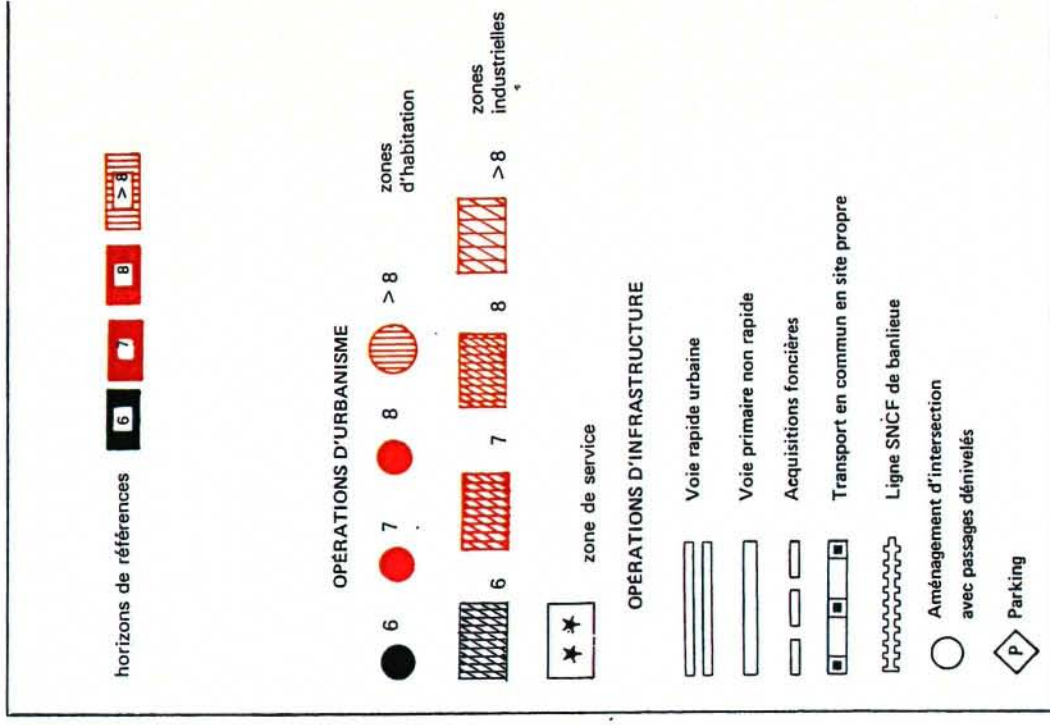 horizons de références 6 7 8 > 8
OPÉRATIONS D'URBANISME
6 7 8 > 8 zones
d'habitation
6 7 8 > 8 zones
industrielles
zone de service
OPÉRATIONS D'INFRASTRUCTURE
Voie rapide urbaine
Voie primaire non rapide
Acquisitions foncières
Transport en commun en site propre
Ligne SNCF de banlieue
Aménagement d'intersection
avec passages dénivelés
P Parking